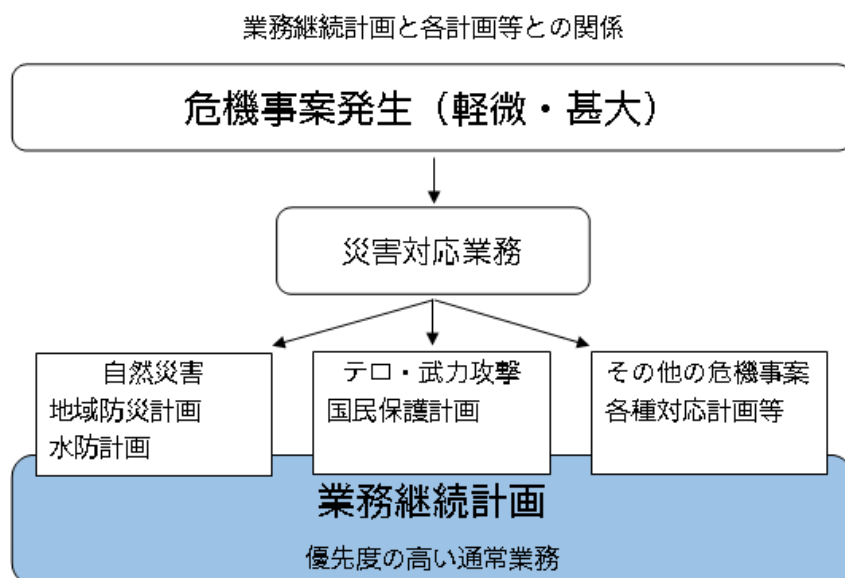 業務継続計画と各計画等との関係
危機事案発生（軽微・甚大）
災害対応業務
自然災害
地域防災計画
水防計画
テロ・武力攻撃
国民保護計画
その他の危機事案
各種対応計画等
業務継続計画
優先度の高い通常業務